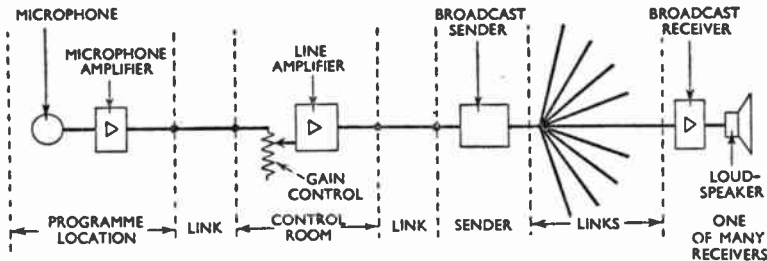 MICROPHONE
MICROPHONE
AMPLIFIER
LINE
AMPLIFIER
BROADCAST
SENDER
BROADCAST
RECEIVER
GAIN
CONTROL
LOUD-
SPEAKER
PROGRAMME
LOCATION
LINK
CONTROL
ROOM
LINK
SENDER
LINKS
ONE
OF MANY
RECEIVERS